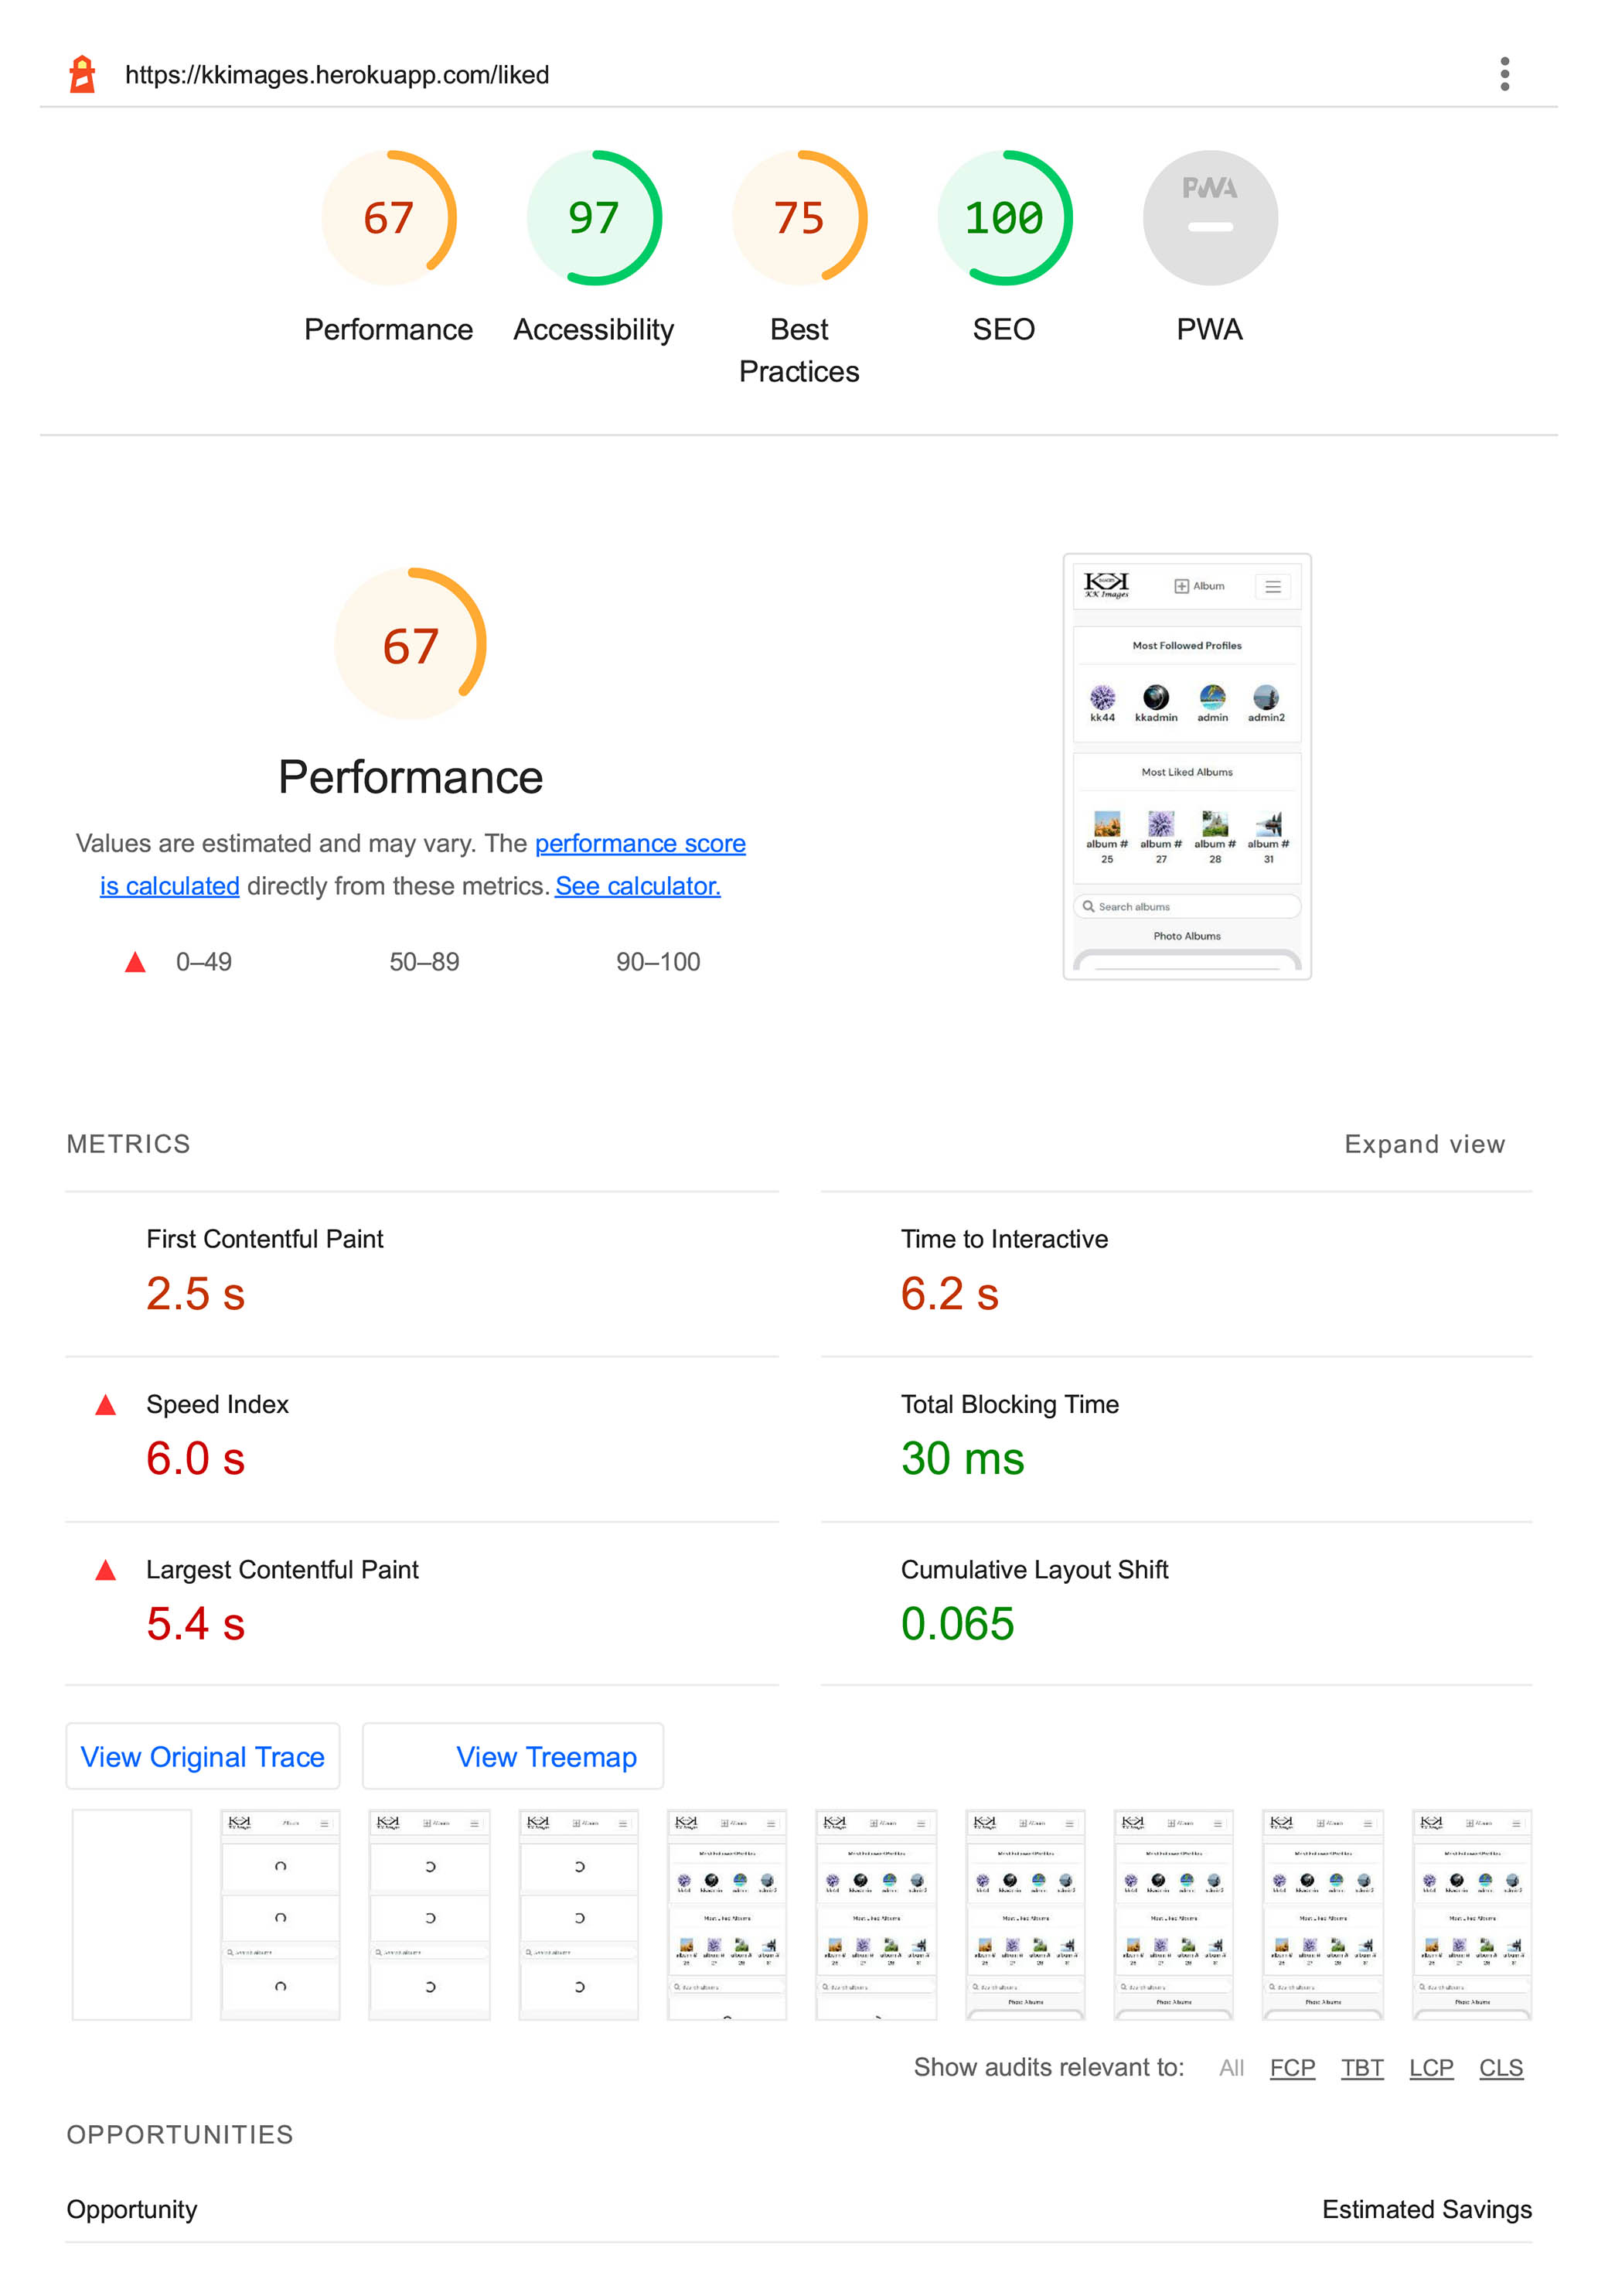 https://kkimages.herokuapp.com/liked
67
97
75
100
PWA
Performance
Accessibility
Best
Practices
SEO
PWA
67
Performance
Values are estimated and may vary. The performance score
is calculated directly from these metrics. See calculator.
0–49
50–89
90–100
KK Images
Album
Most Followed Profiles
kk44
kkadmin
admin
admin2
Most Liked Albums
album #
25
album #
27
album #
28
album #
31
Search albums
Photo Albums
METRICS
Expand view
First Contentful Paint
2.5 s
Time to Interactive
6.2 s
Speed Index
6.0 s
Total Blocking Time
30 ms
Largest Contentful Paint
5.4 s
Cumulative Layout Shift
0.065
View Original Trace
View Treemap
Show audits relevant to: All FCP TBT LCP CLS
OPPORTUNITIES
Opportunity
Estimated Savings